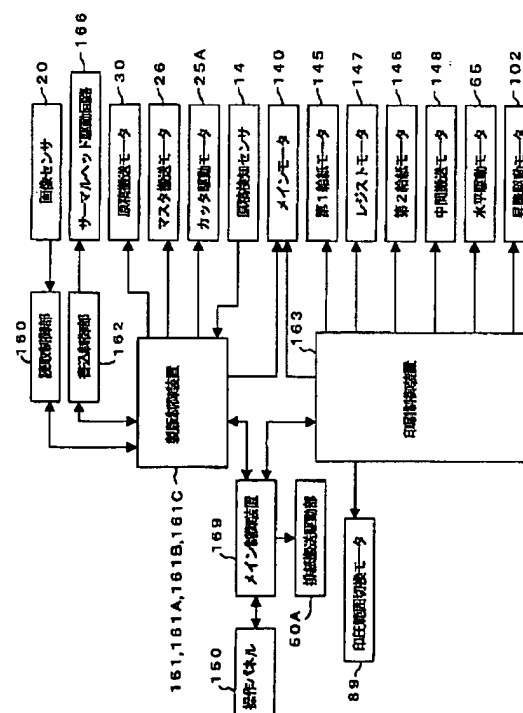 20
画像センサ
166
サーマルヘッド駆動回路
30
原稿搬送モータ
26
マスタ搬送モータ
25A
カッタ駆動モータ
14
原稿検知センサ
140
メインモータ
145
第1給紙モータ
147
レジストモータ
146
第2給紙モータ
148
中間搬送モータ
65
水平駆動モータ
102
昇降駆動モータ
160
読取制御部
162
書込制御部
製版制御装置
161,161A,161B,161C
163
印刷制御装置
169
メイン制御装置
排紙搬送駆動部
60A
150
操作パネル
印圧範囲切換モータ
89